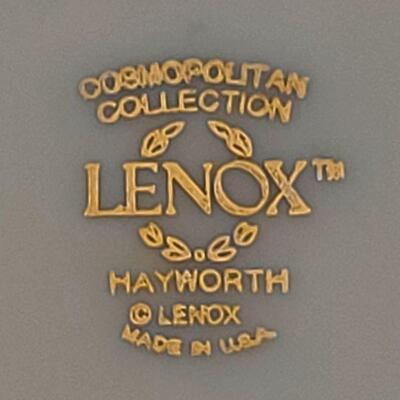 COSMOPOLITAN
COLLECTION
LENOX™
HAYWORTH
© LENOX
MADE IN U.S.A.